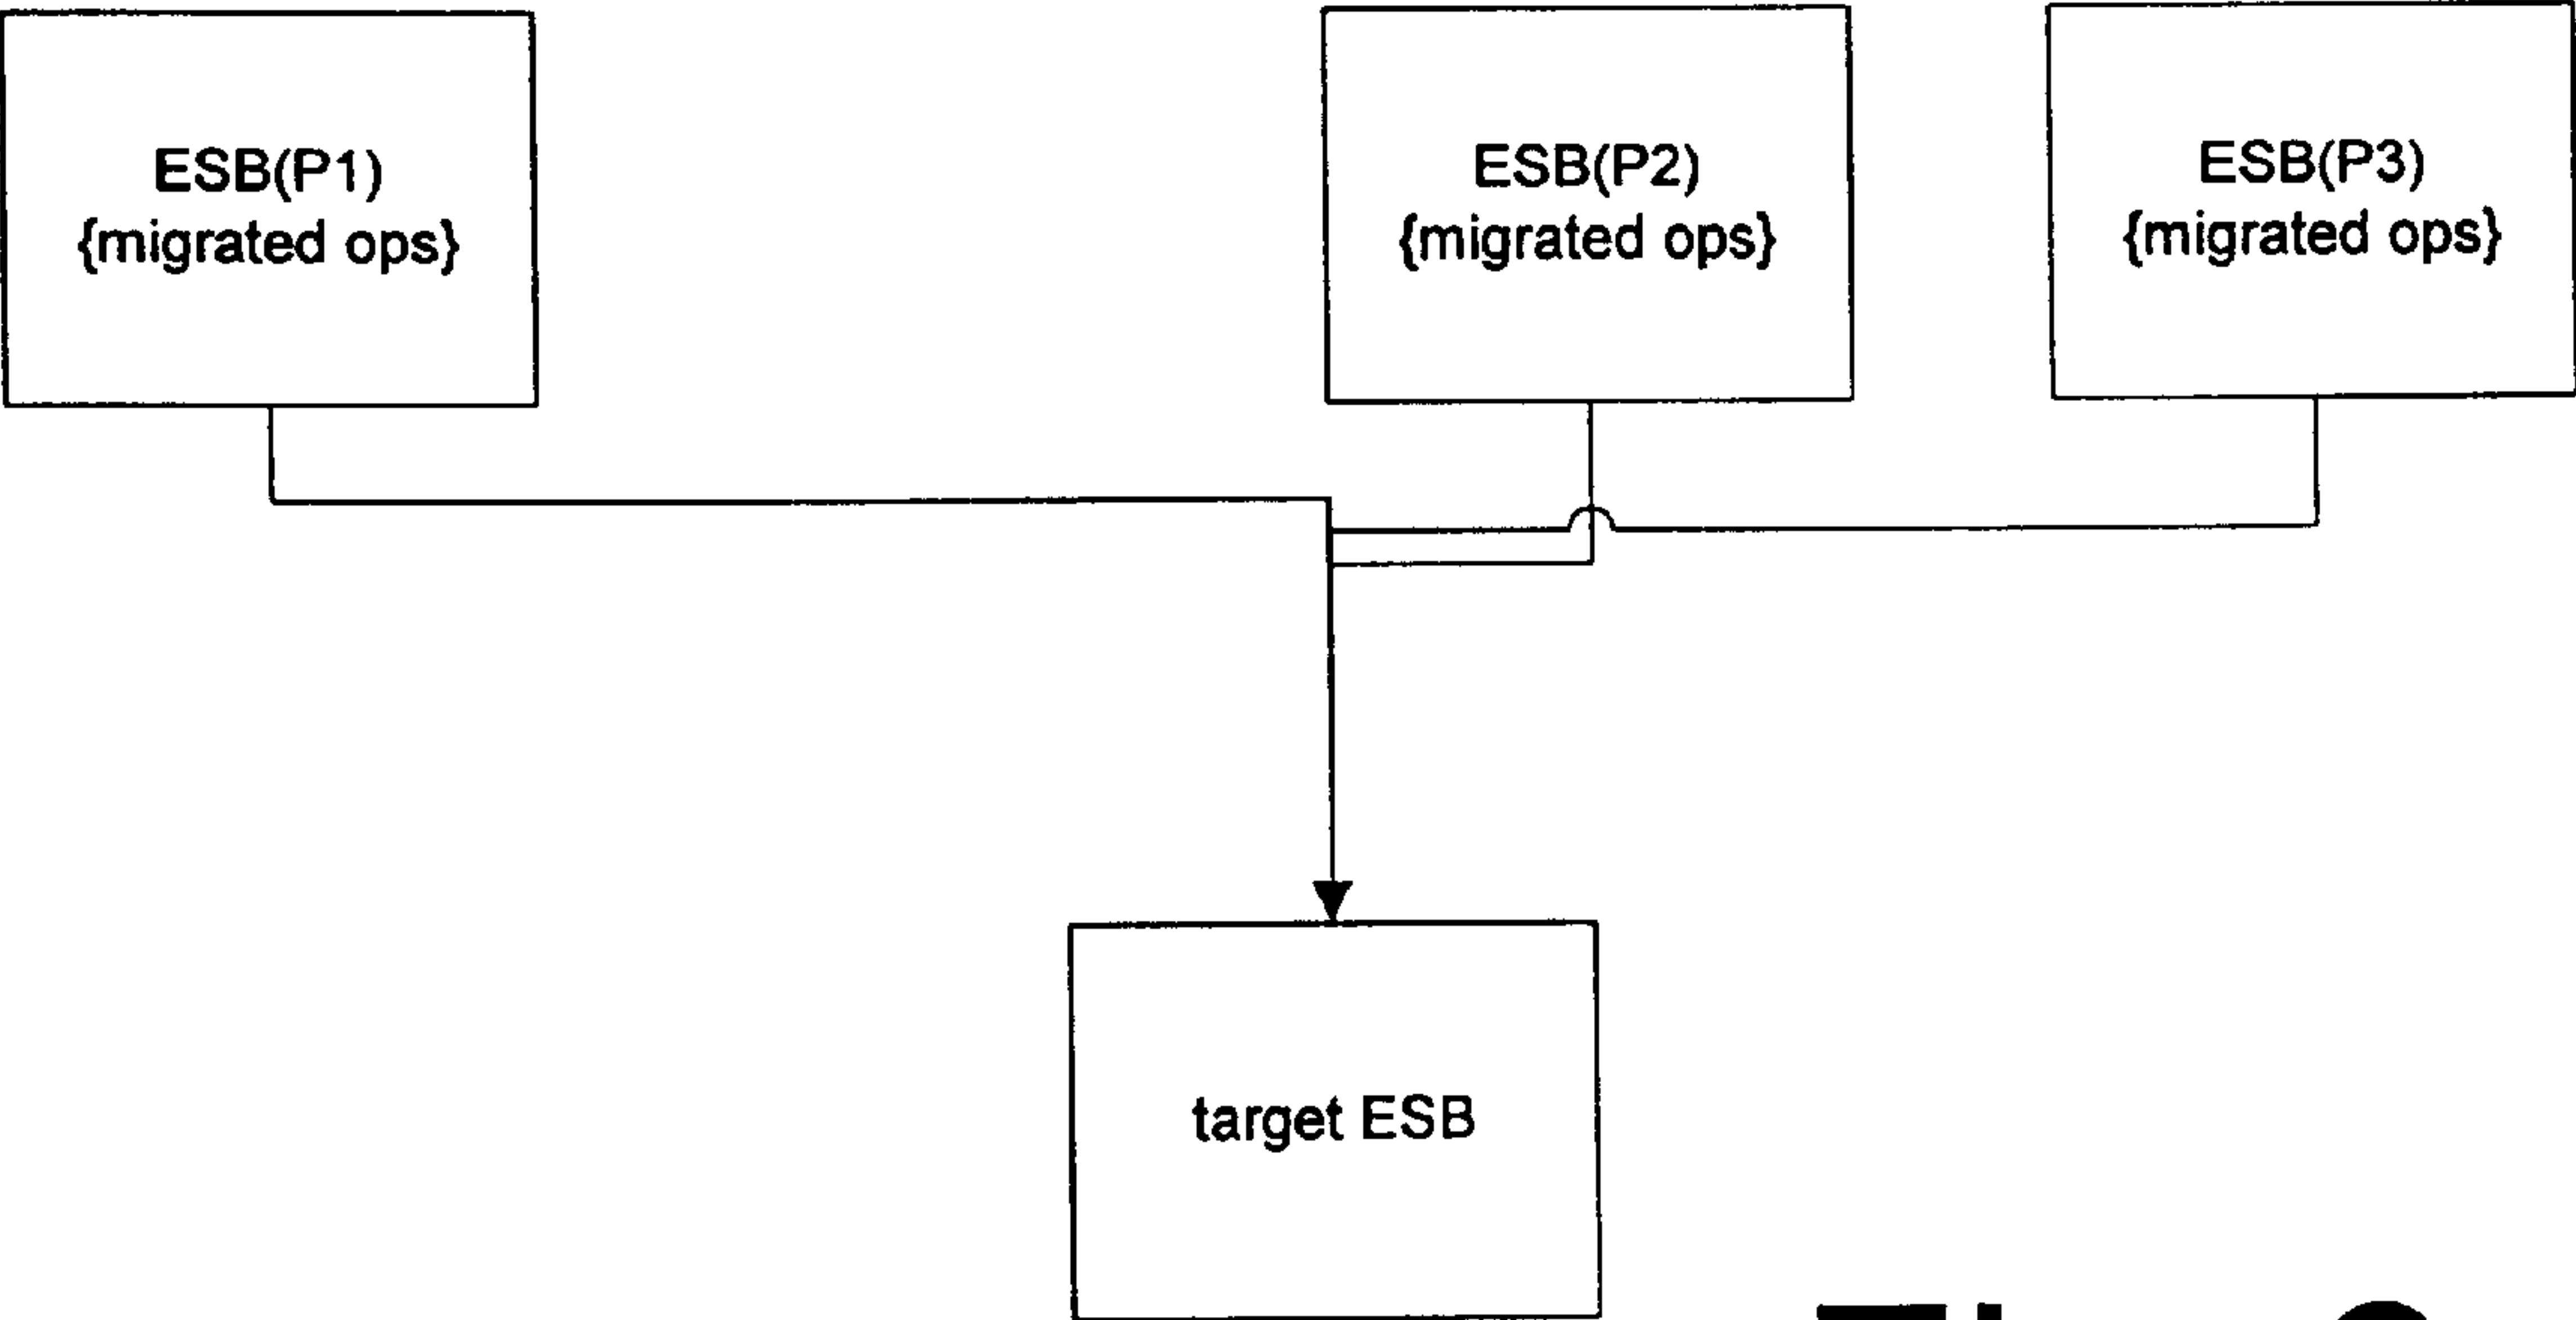 ESB(P1)
{migrated ops}
ESB(P2)
{migrated ops}
ESB(P3)
{migrated ops}
target ESB